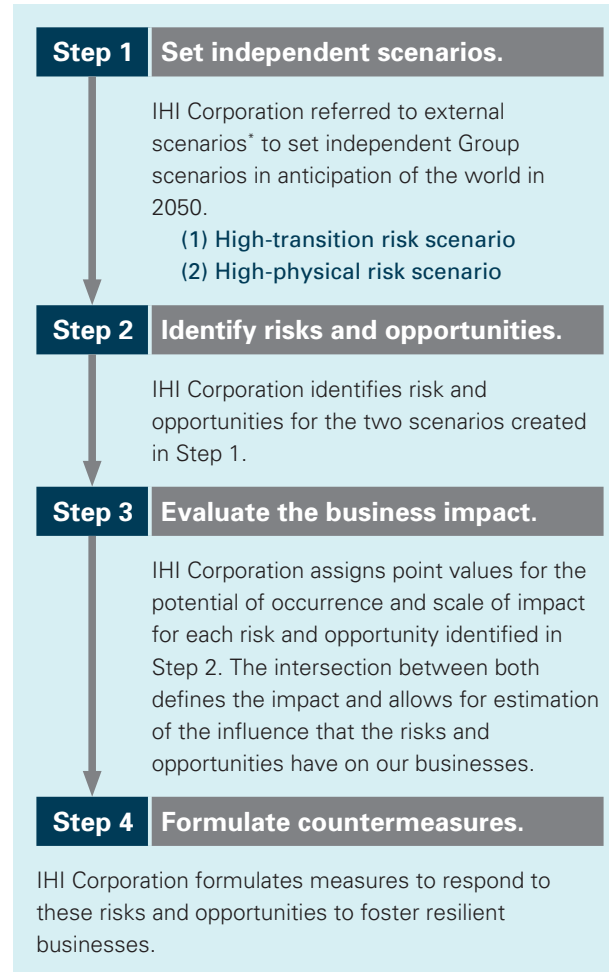 Step 1 Set independent scenarios.
IHI Corporation referred to external
scenarios* to set independent Group
scenarios in anticipation of the world in
2050.
(1) High-transition risk scenario
(2) High-physical risk scenario
Step 2 Identify risks and opportunities.
IHI Corporation identifies risk and
opportunities for the two scenarios created
in Step 1.
Step 3 Evaluate the business impact.
IHI Corporation assigns point values for the
potential of occurrence and scale of impact
for each risk and opportunity identified in
Step 2. The intersection between both
defines the impact and allows for estimation
of the influence that the risks and
opportunities have on our businesses.
Step 4 Formulate countermeasures.
IHI Corporation formulates measures to respond to
these risks and opportunities to foster resilient
businesses.